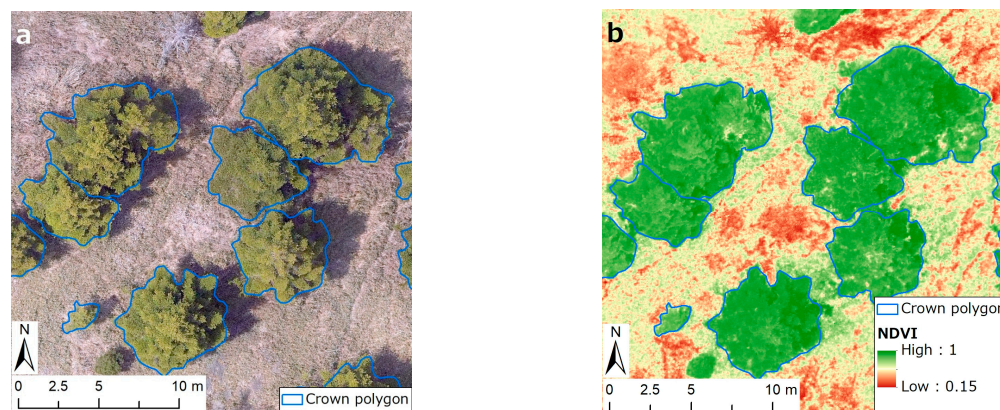 a
N
0 2.5 5 10 m
Crown polygon
b
N
0 2.5 5 10 m
Crown polygon
NDVI
High : 1
Low : 0.15